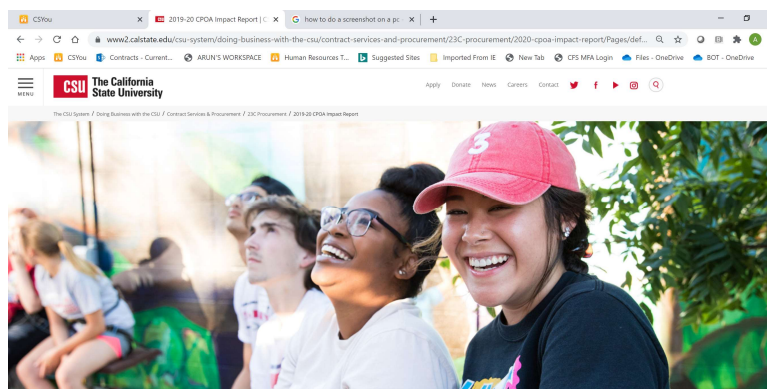 CSYou
2019-20 CPOA Impact Report | C
how to do a screenshot on a pc -
www2.calstate.edu/csu-system/doing-business-with-the-csu/contract-services-and-procurement/23C-procurement/2020-cpoa-impact-report/Pages/def...
Apps CSYou Contracts - Current... ARUN'S WORKSPACE Human Resources T... Suggested Sites Imported From IE New Tab CFS MFA Login Files - OneDrive BOT - OneDrive
MENU
CSU The California
State University
Apply Donate News Careers Contact
The CSU System / Doing Business with the CSU / Contract Services & Procurement / 23C Procurement / 2019-20 CPOA Impact Report
3